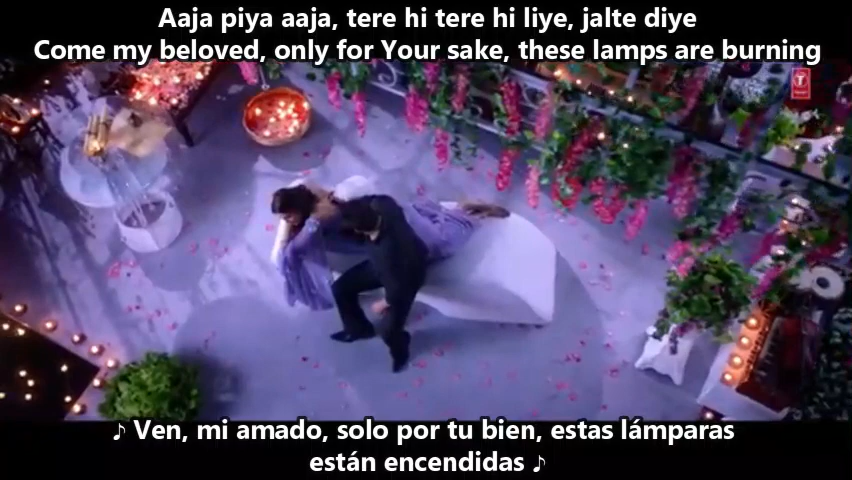 Aaja piya aaja, tere hi tere hi liye, jalte diye
Come my beloved, only for Your sake, these lamps are burning
T
♪ Ven, mi amado, solo por tu bien, estas lámparas
están encendidas ♪